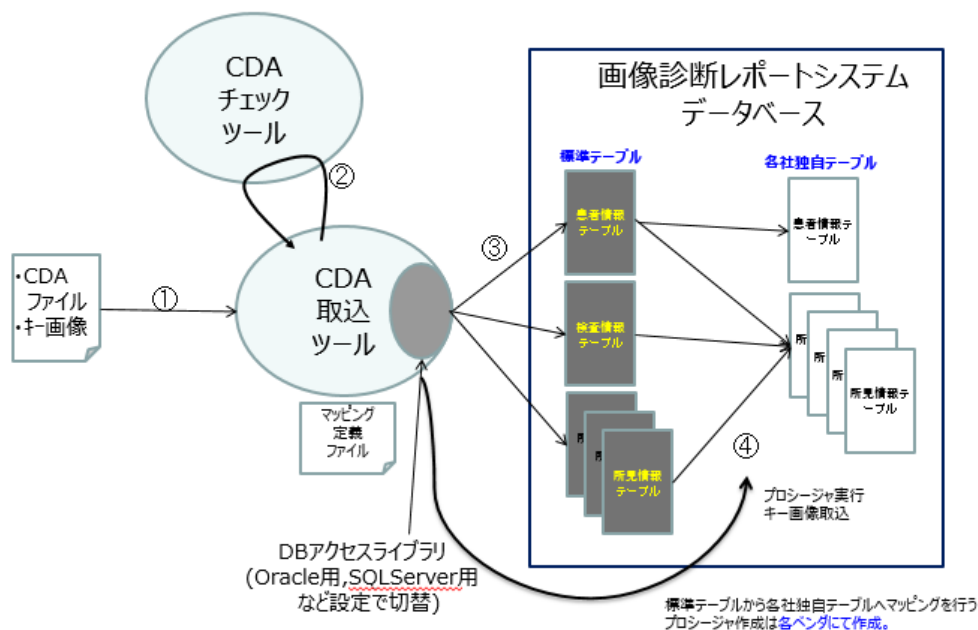 CDA
チェック
ツール
②
画像診断レポートシステム
データベース
標準テーブル
各社独自テーブル
患者情報
テーブル
患者情報テ
ーブル
③
・CDA
ファイル
・キー画像
①
CDA
取込
ツール
検査情報
テーブル
所
所
所
所見情報テ
ーブル
マッピング
定義
ファイル
所
所見情報
テーブル
④
プロシージャ実行
キー画像取込
DBアクセスライブラリ
(Oracle用,SQLServer用
など設定で切替)
標準テーブルから各社独自テーブルへマッピングを行う
プロシージャ作成は各ベンダにて作成。